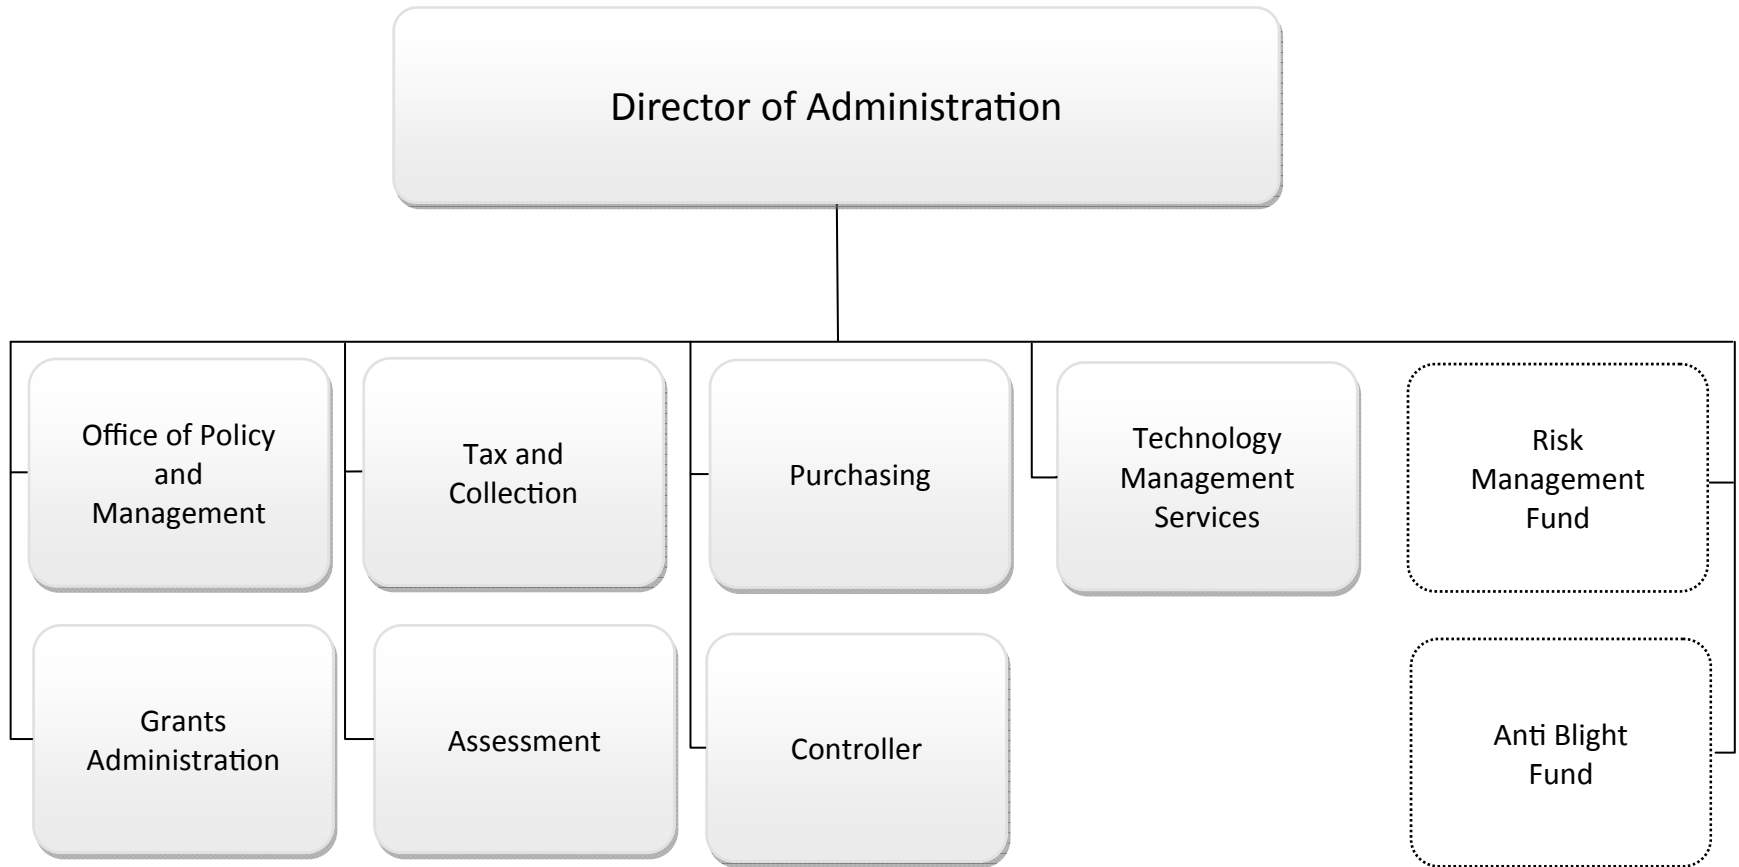 Director of Administration
Office of Policy
and
Management
Tax and
Collection
Purchasing
Technology
Management
Services
Risk
Management
Fund
Grants
Administration
Assessment
Controller
Anti Blight
Fund